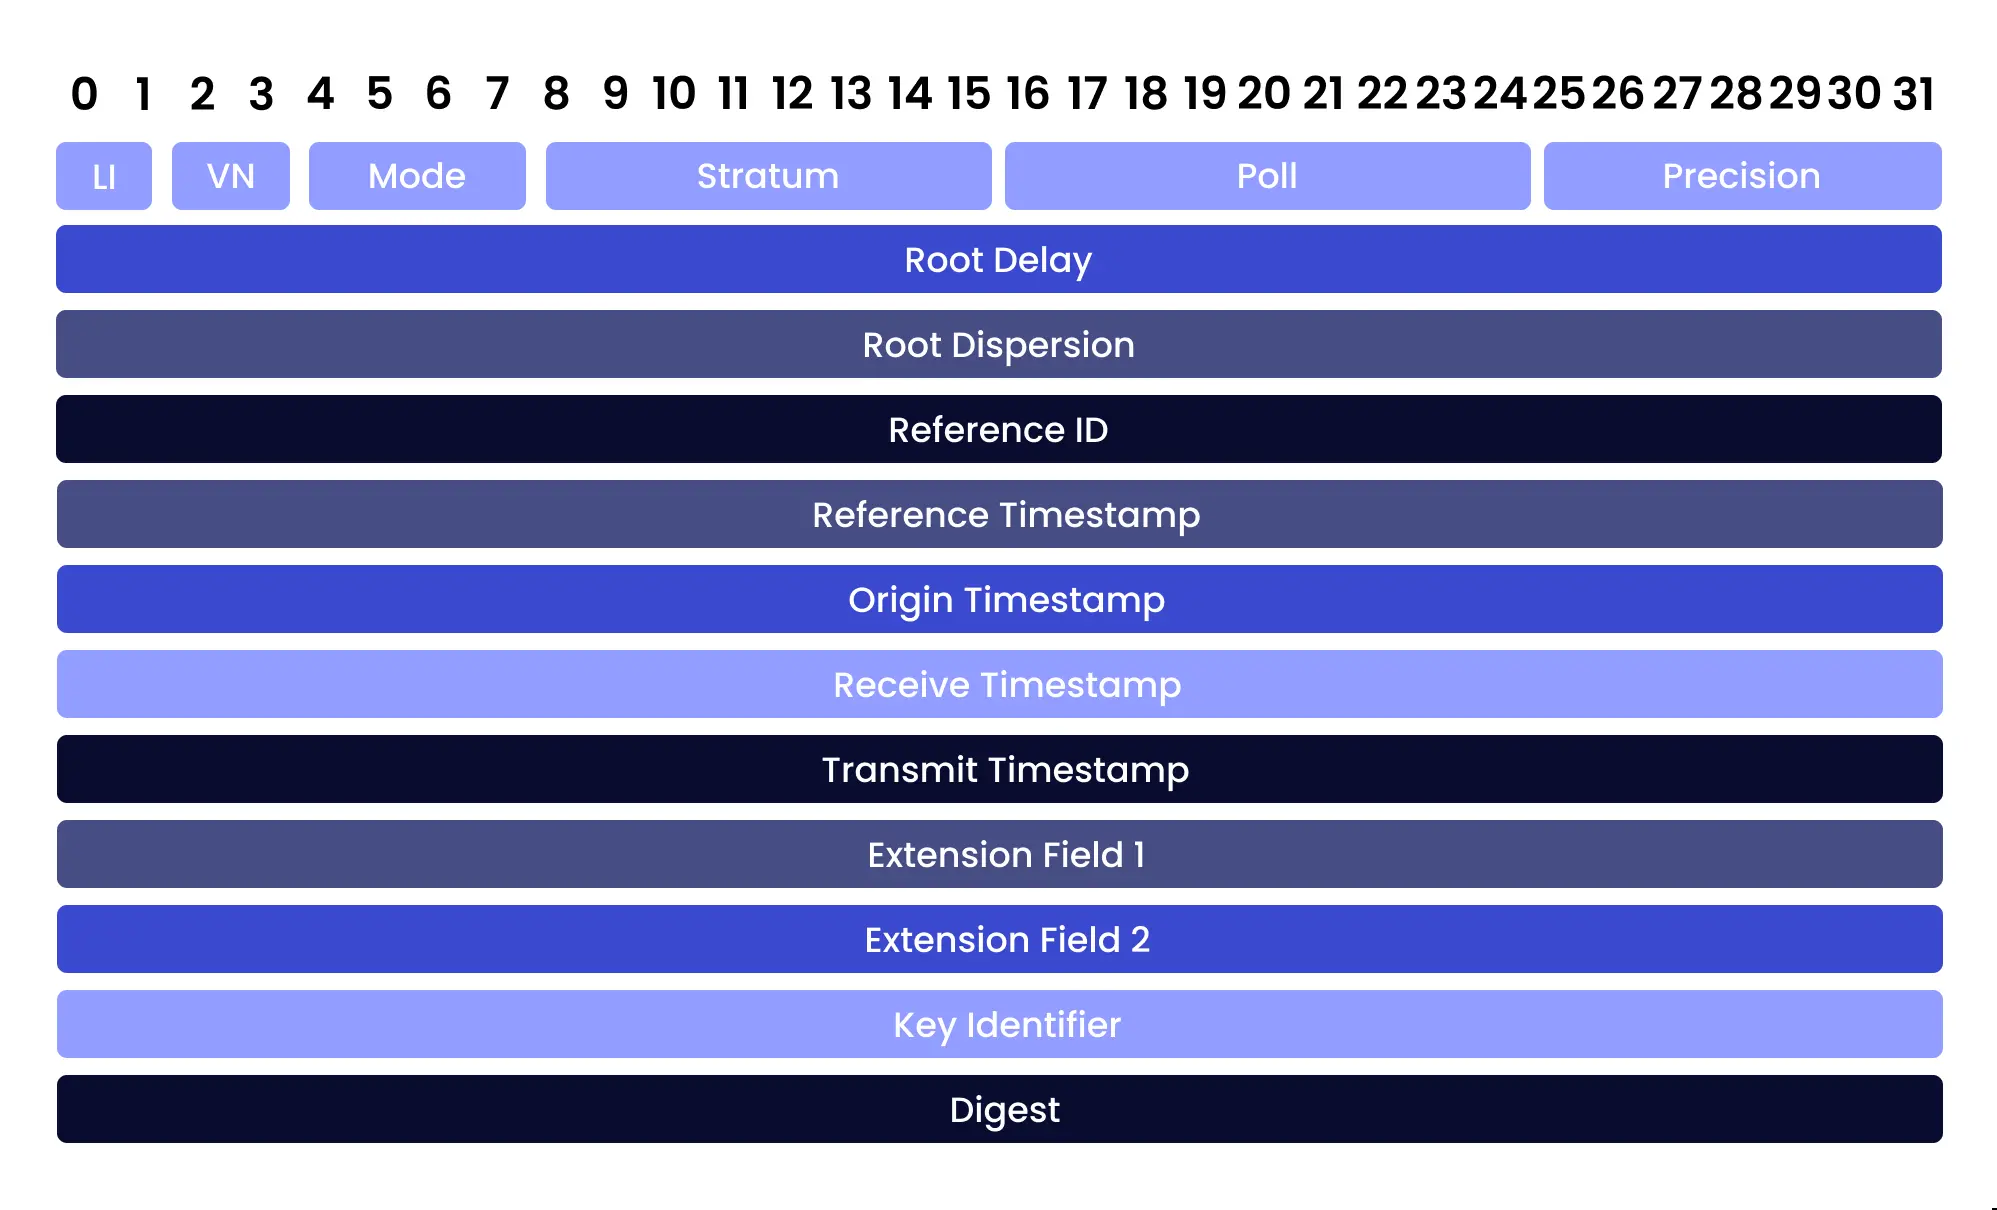 0 1 2 3 4 5 6 7 8 9 10 11 12 13 14 15 16 17 18 19 20 21 22 23 24 25 26 27 28 29 30 31
LI VN Mode Stratum Poll Precision
Root Delay
Root Dispersion
Reference ID
Reference Timestamp
Origin Timestamp
Receive Timestamp
Transmit Timestamp
Extension Field 1
Extension Field 2
Key Identifier
Digest